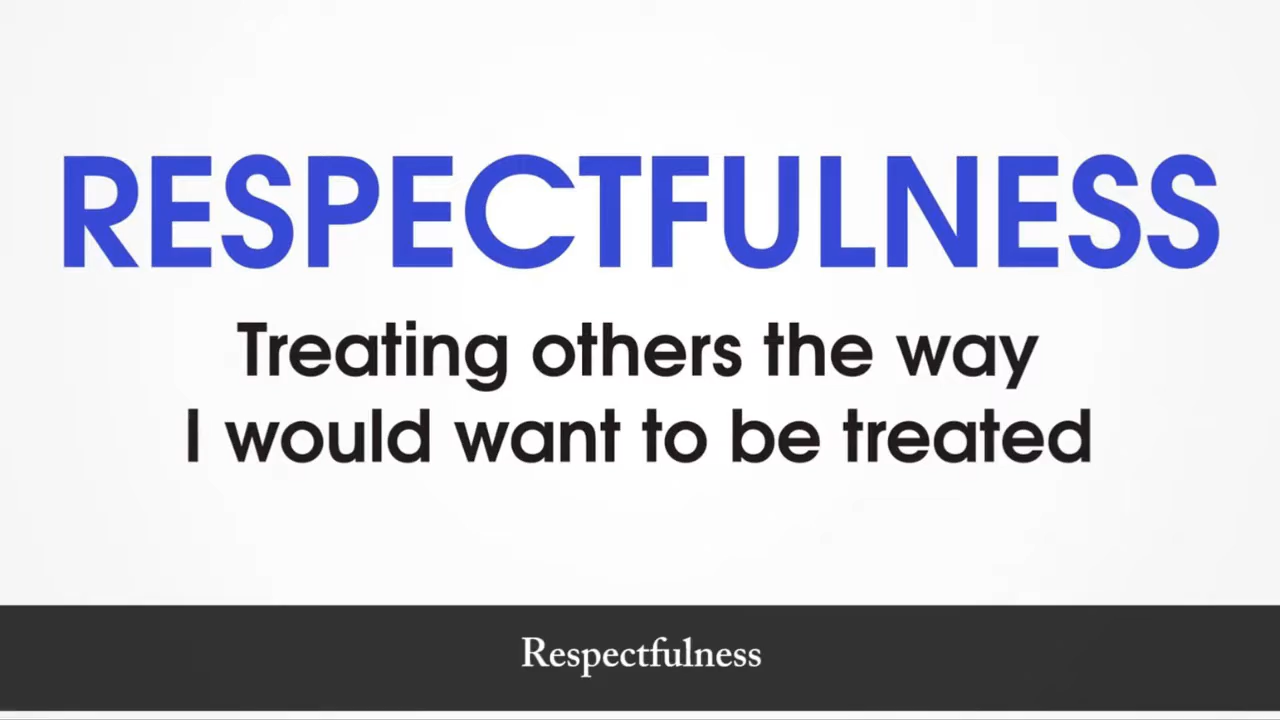 RESPECTFULNESS
Treating others the way
I would want to be treated
Respectfulness